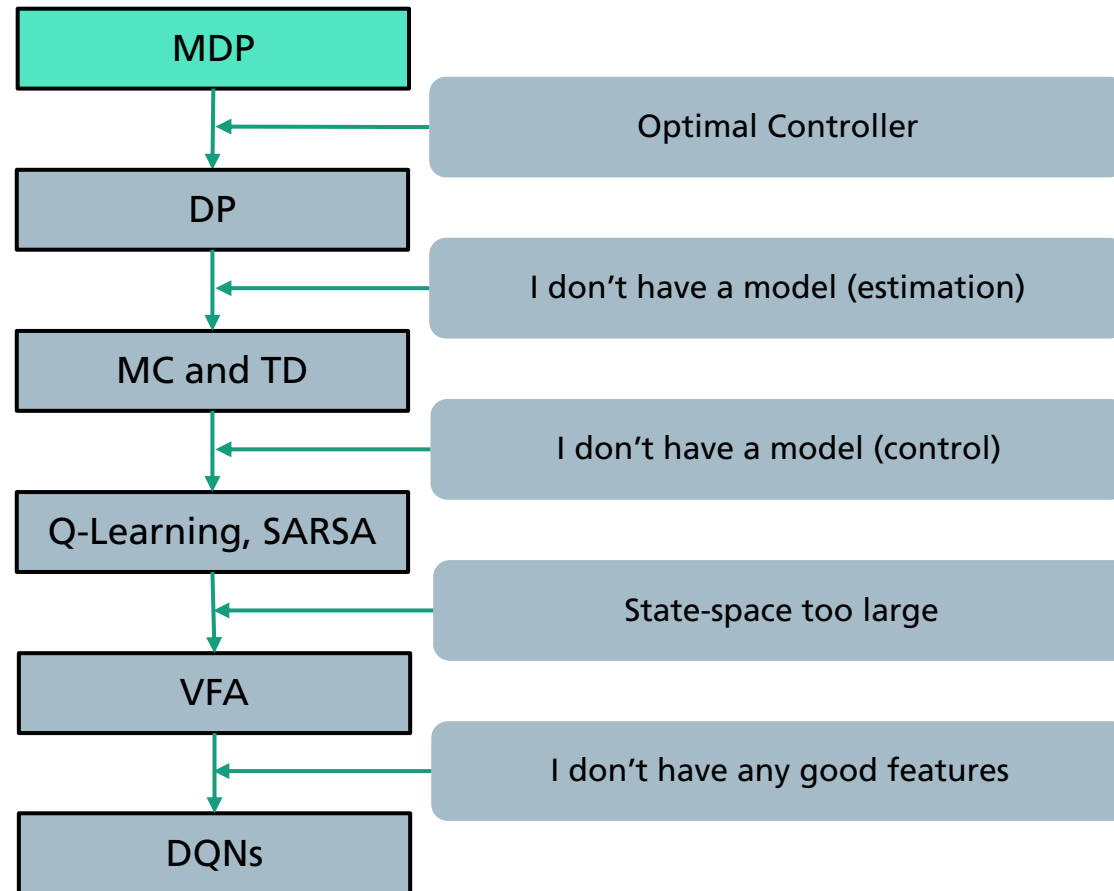 MDP
Optimal Controller
DP
I don’t have a model (estimation)
MC and TD
I don’t have a model (control)
Q-Learning, SARSA
State-space too large
VFA
I don’t have any good features
DQNs